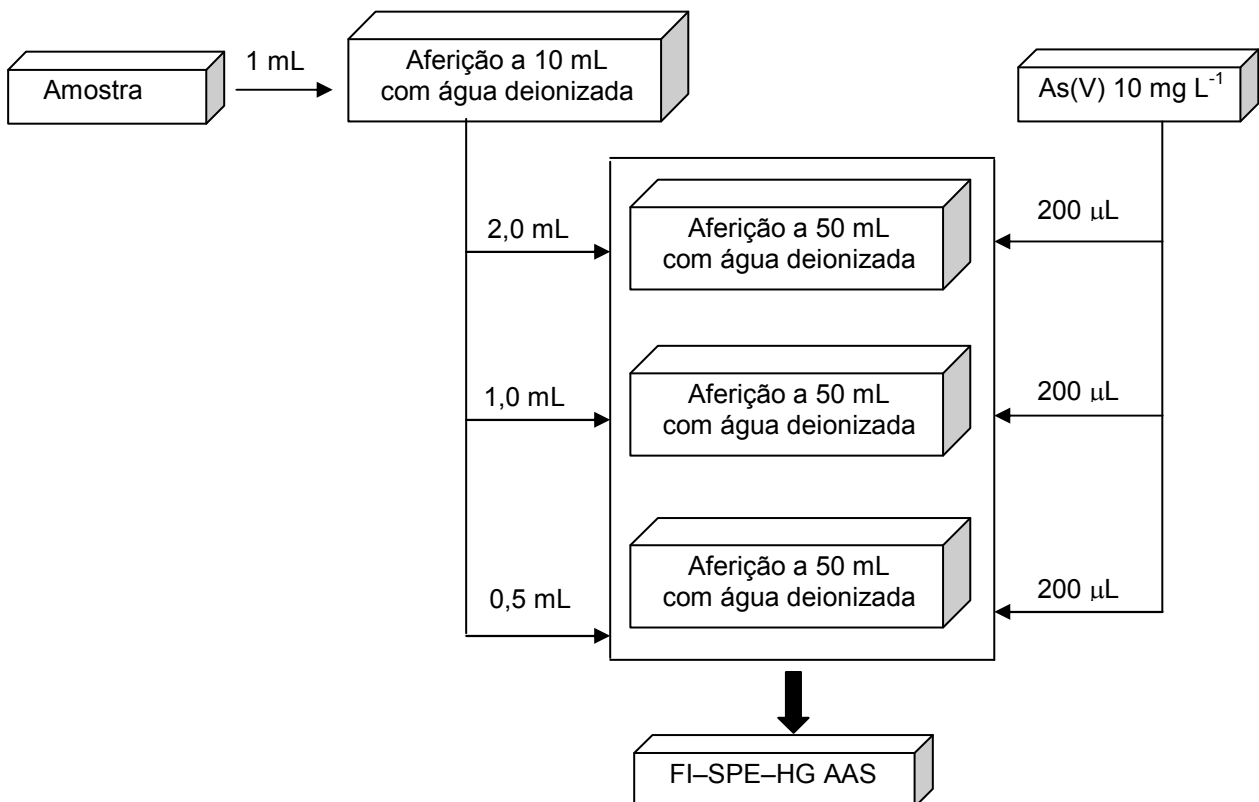 Amostra
1 mL
Aferição a 10 mL
com água deionizada
As(V) 10 mg L⁻¹
2,0 mL
Aferição a 50 mL
com água deionizada
200 μL
1,0 mL
Aferição a 50 mL
com água deionizada
200 μL
0,5 mL
Aferição a 50 mL
com água deionizada
200 μL
FI–SPE–HG AAS